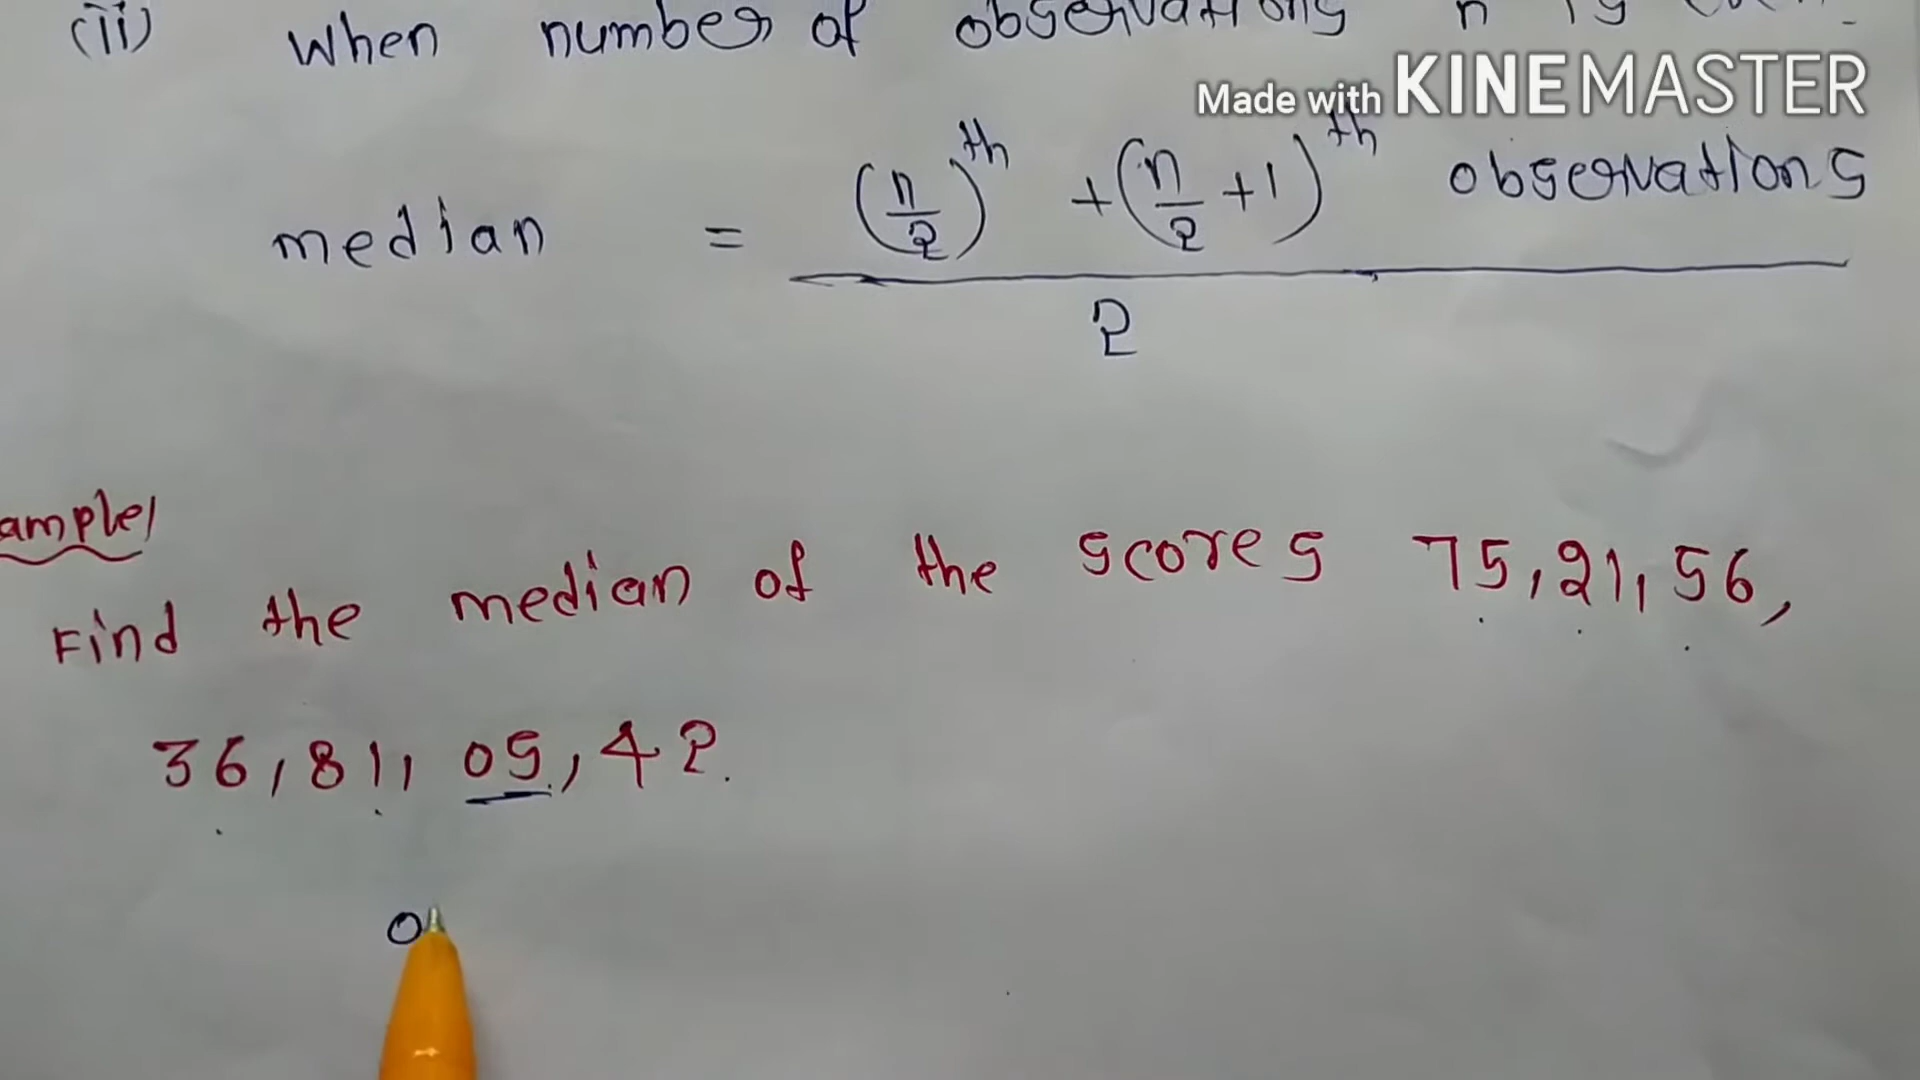 (ii) When number of observations n is
Made with KINEMASTER
median = (n/2)th + (n/2 + 1)th observations
2
ample/
Find the median of the scores 75, 21, 56,
36, 81, 05, 42.
0